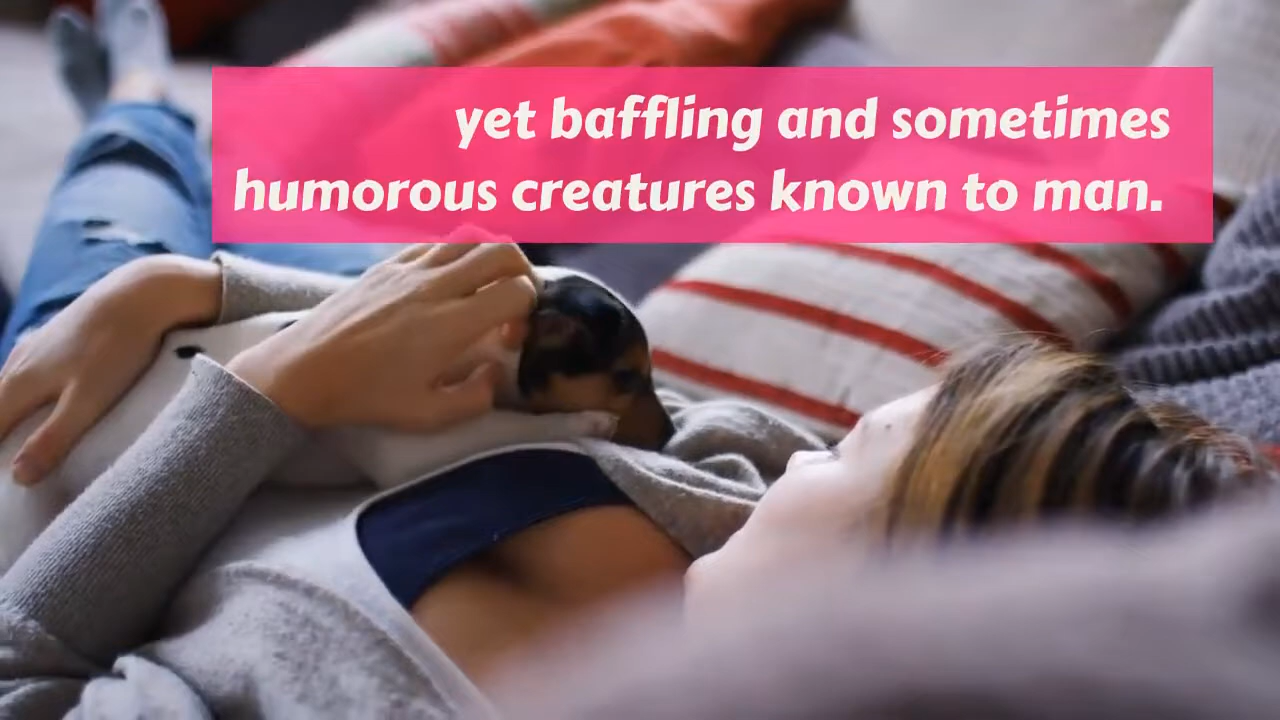 yet baffling and sometimes
humorous creatures known to man.